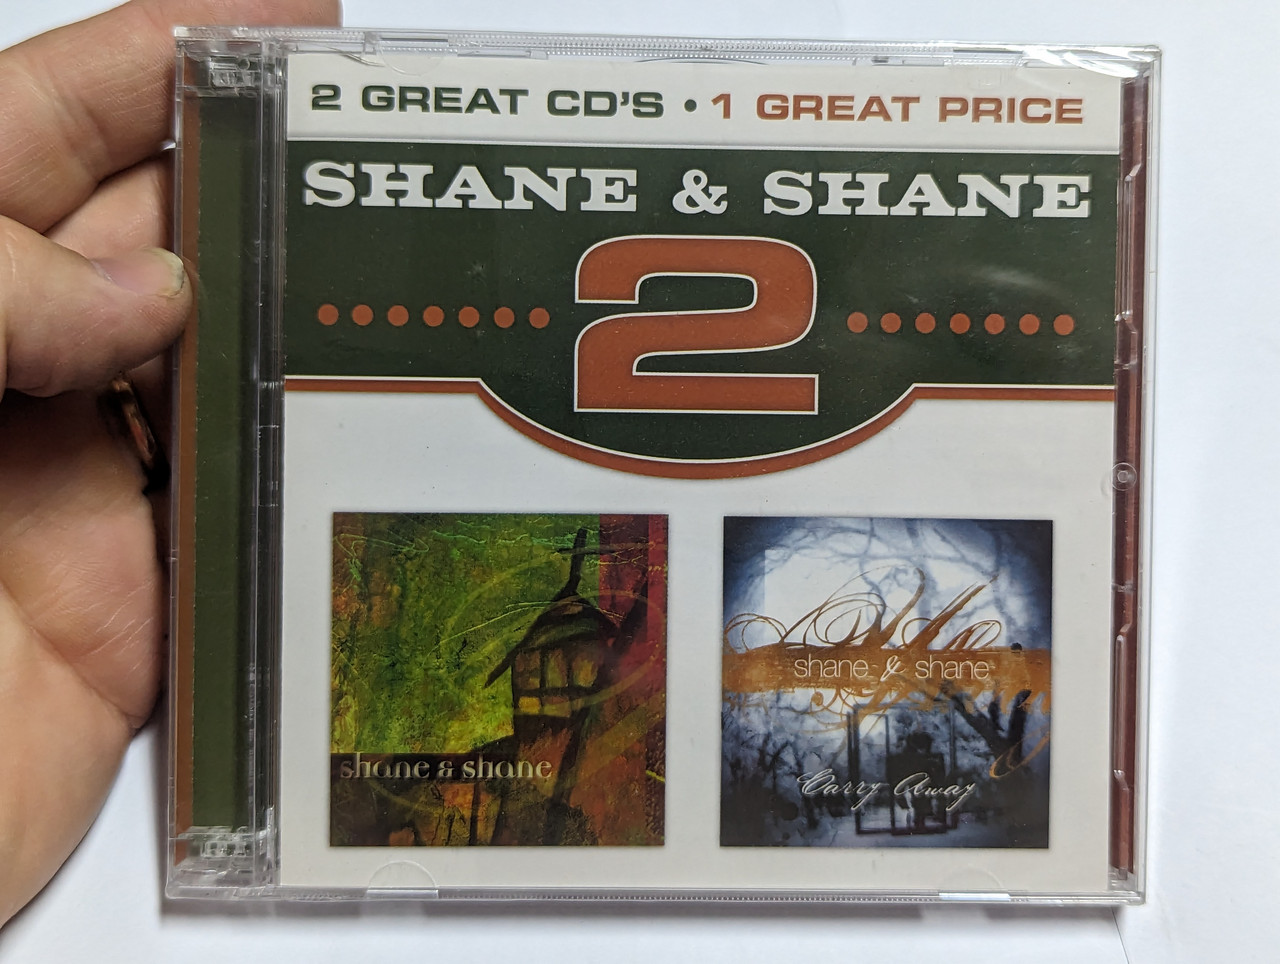 2 GREAT CD'S • 1 GREAT PRICE
SHANE & SHANE
2
shane & shane
shane & shane
Carry Away